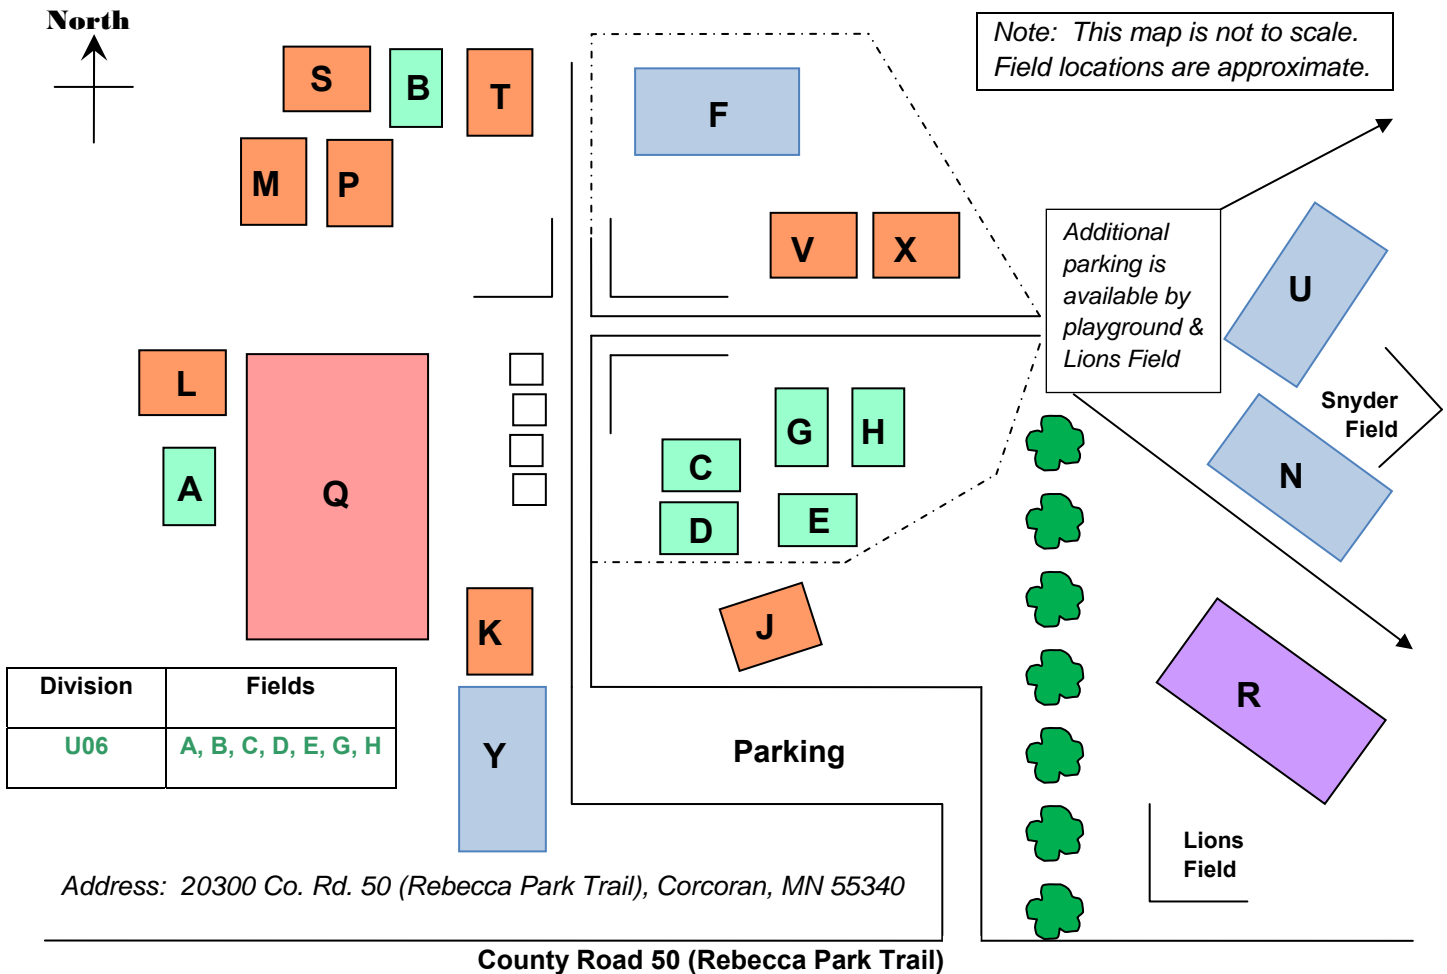 North
Note: This map is not to scale.
Field locations are approximate.
S
B
T
F
M
P
V
X
Additional
parking is
available by
playground &
Lions Field
U
L
Q
A
G
H
C
D
E
Snyder
Field
N
K
J
R
Division Fields
U06 A, B, C, D, E, G, H
Y
Parking
Lions
Field
Address: 20300 Co. Rd. 50 (Rebecca Park Trail), Corcoran, MN 55340
County Road 50 (Rebecca Park Trail)